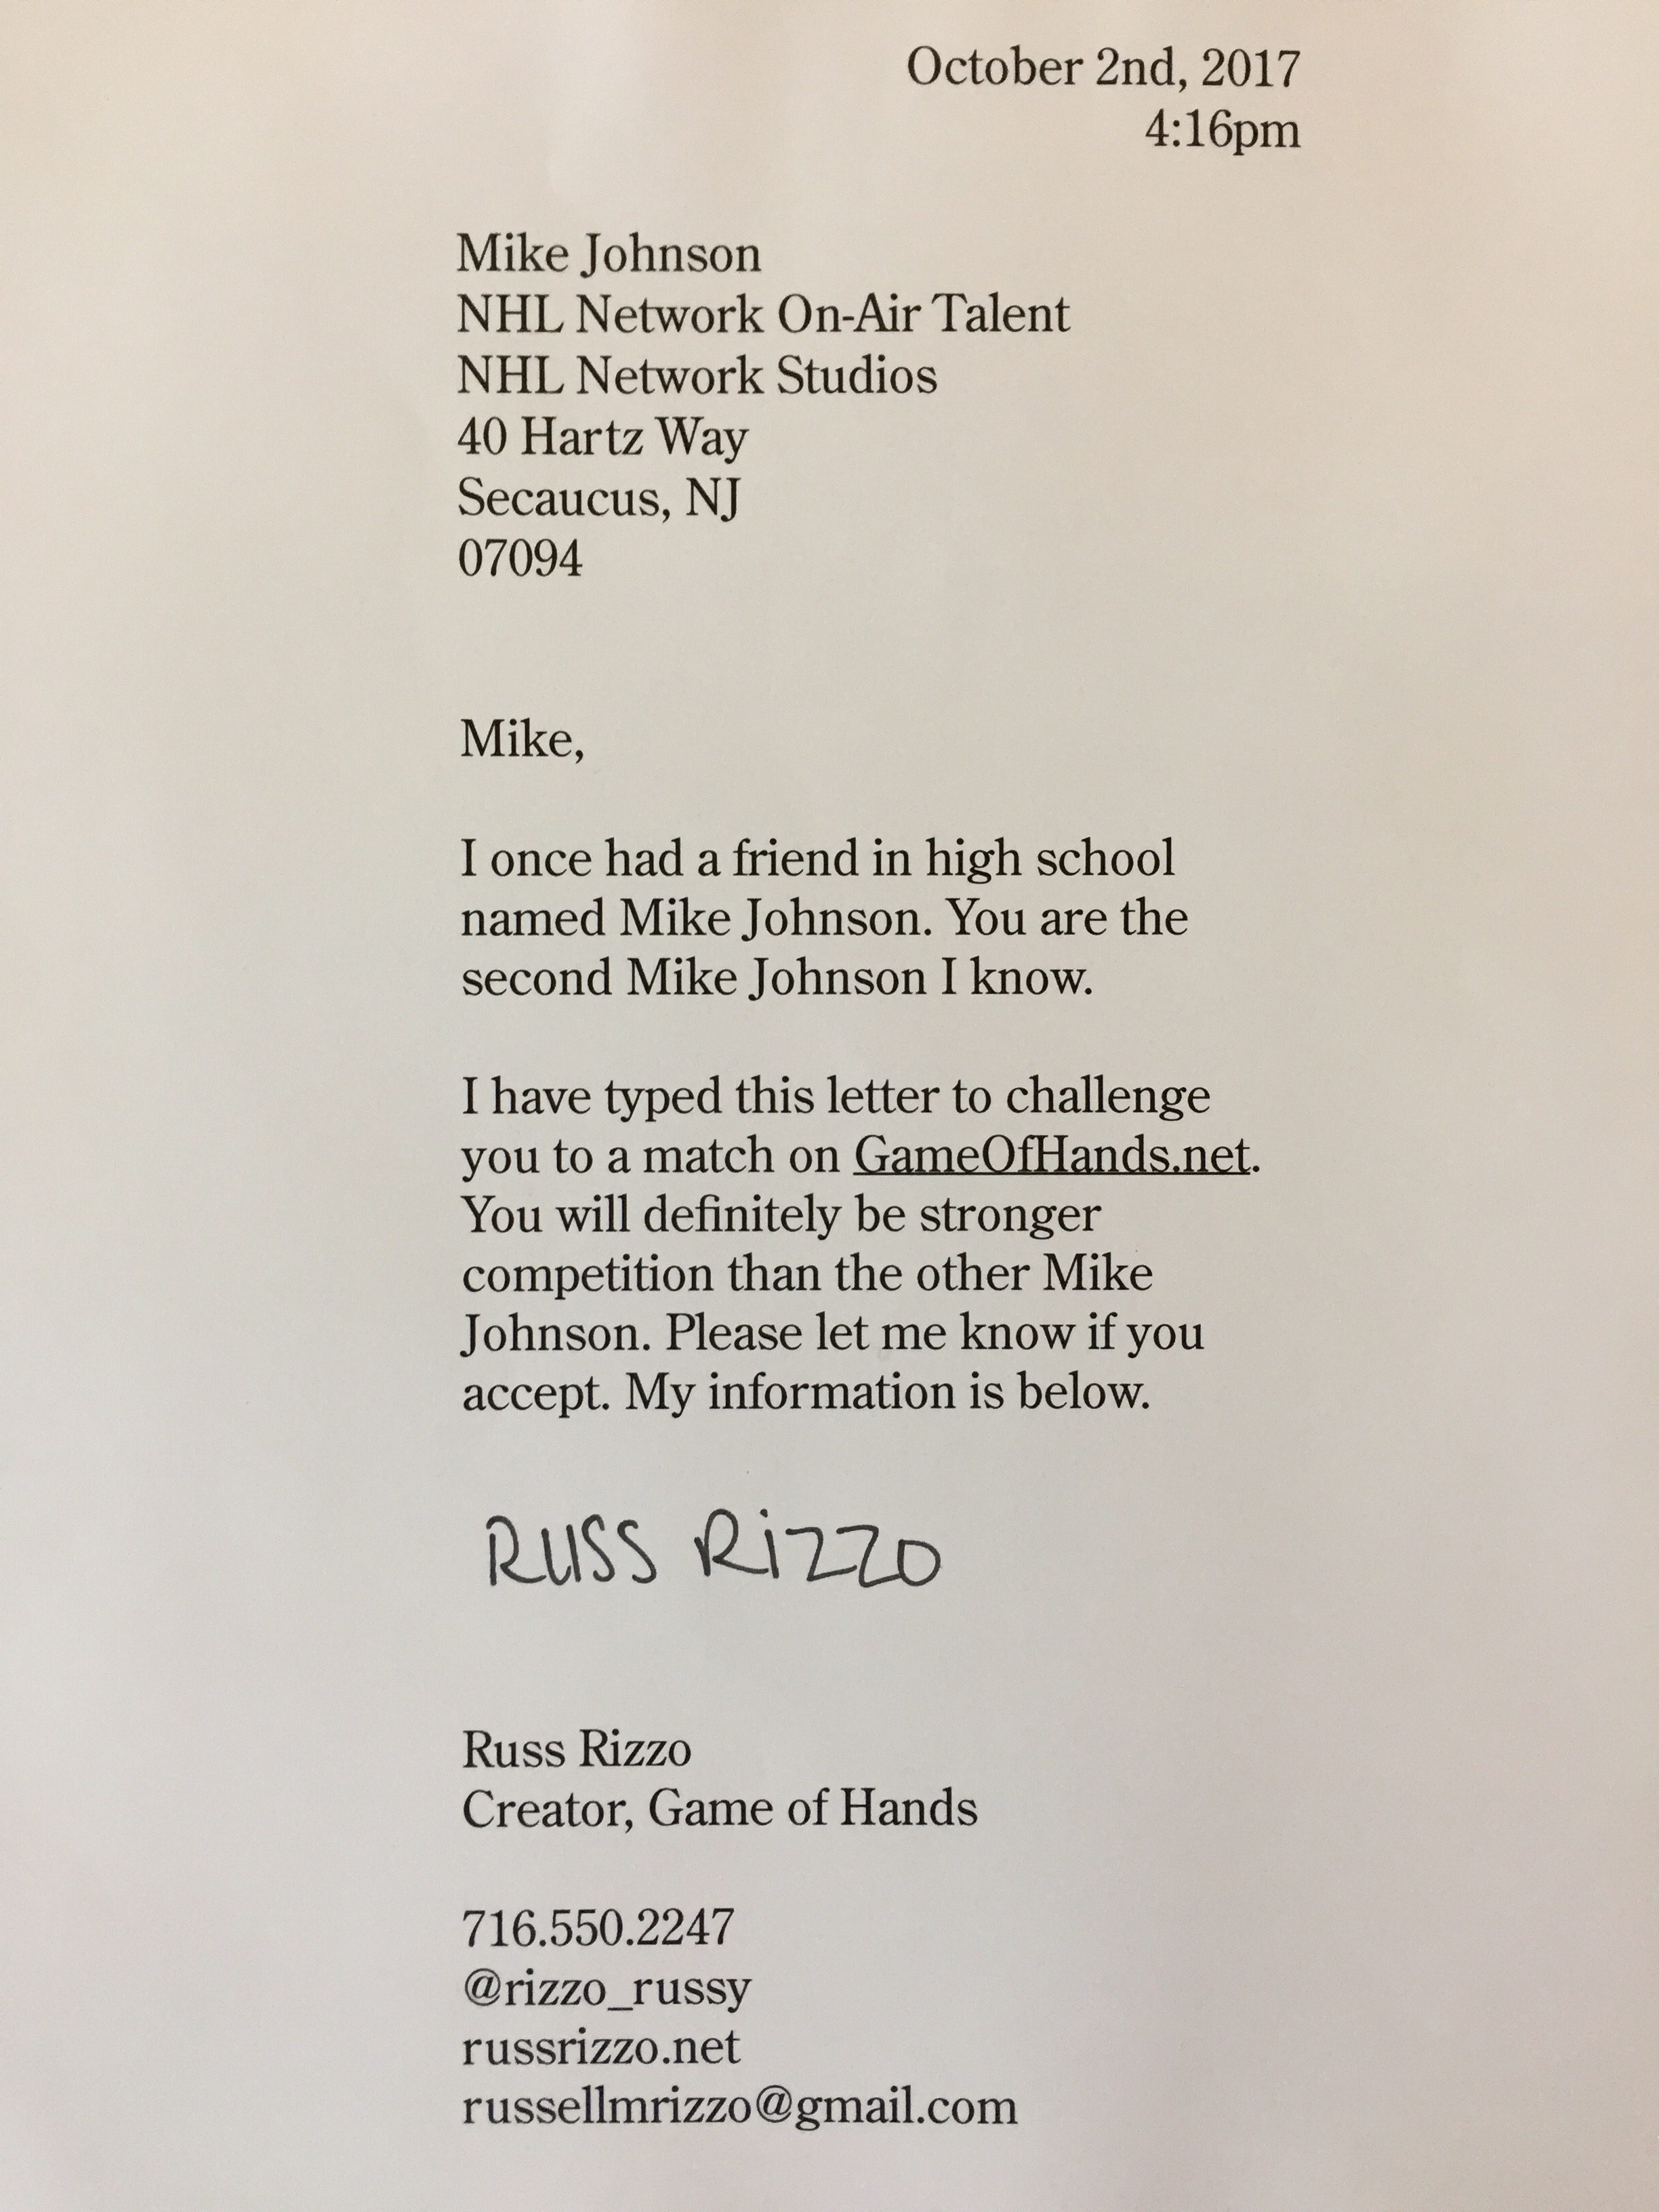 October 2nd, 2017
4:16pm
Mike Johnson
NHL Network On-Air Talent
NHL Network Studios
40 Hartz Way
Secaucus, NJ
07094
Mike,
I once had a friend in high school
named Mike Johnson. You are the
second Mike Johnson I know.
I have typed this letter to challenge
you to a match on GameOfHands.net.
You will definitely be stronger
competition than the other Mike
Johnson. Please let me know if you
accept. My information is below.
RUSS RiZZO
Russ Rizzo
Creator, Game of Hands
716.550.2247
@rizzo_russy
russrizzo.net
russellmrizzo@gmail.com